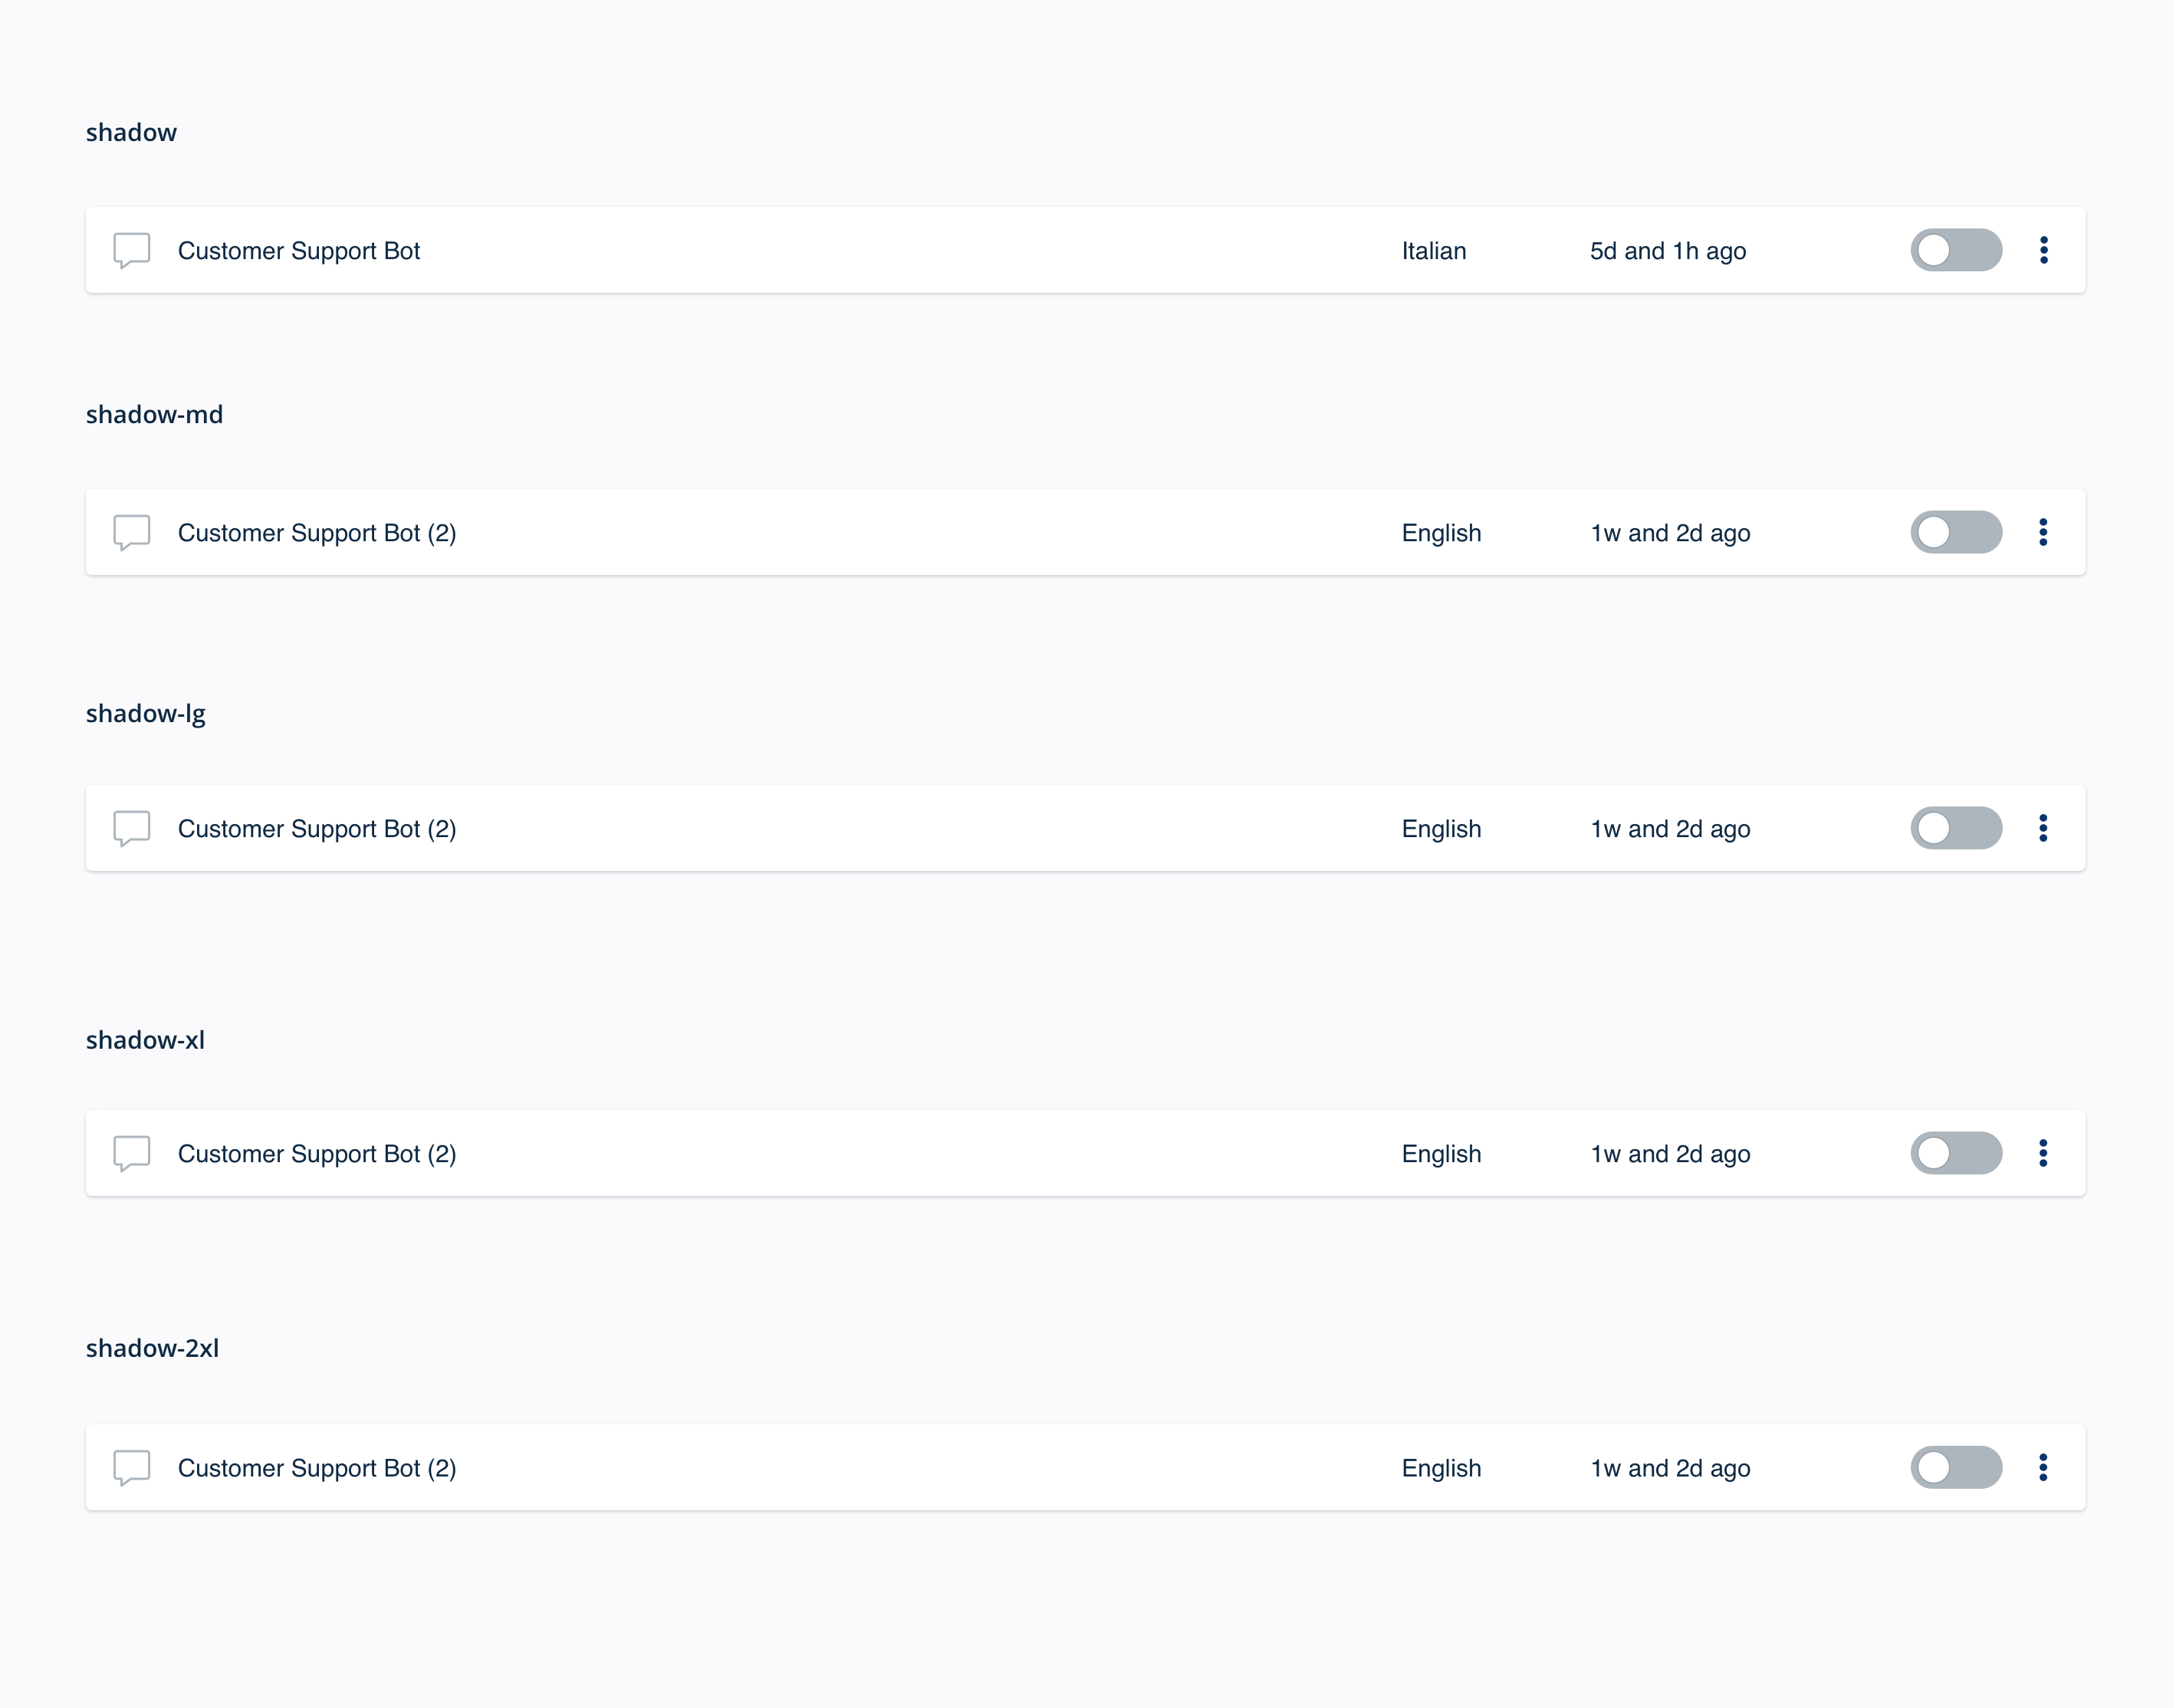 shadow
Customer Support Bot Italian 5d and 1h ago
shadow-md
Customer Support Bot (2) English 1w and 2d ago
shadow-lg
Customer Support Bot (2) English 1w and 2d ago
shadow-xl
Customer Support Bot (2) English 1w and 2d ago
shadow-2xl
Customer Support Bot (2) English 1w and 2d ago